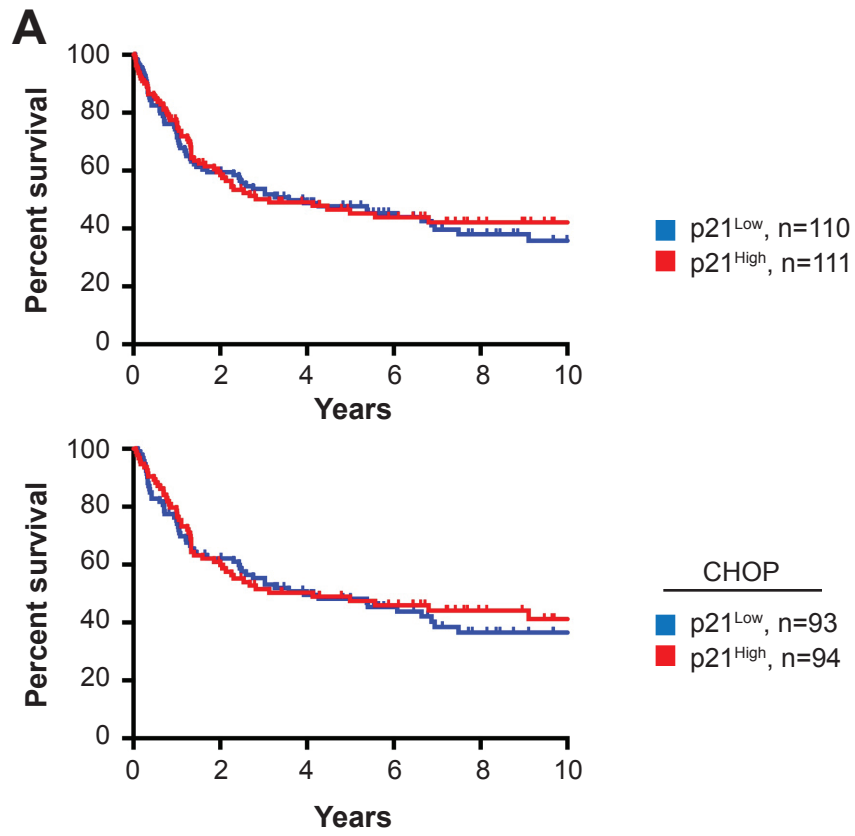 A
100
80
60
40
20
0
Percent survival
0 2 4 6 8 10
Years
p21Low, n=110
p21High, n=111
100
80
60
40
20
0
Percent survival
0 2 4 6 8 10
Years
CHOP
p21Low, n=93
p21High, n=94